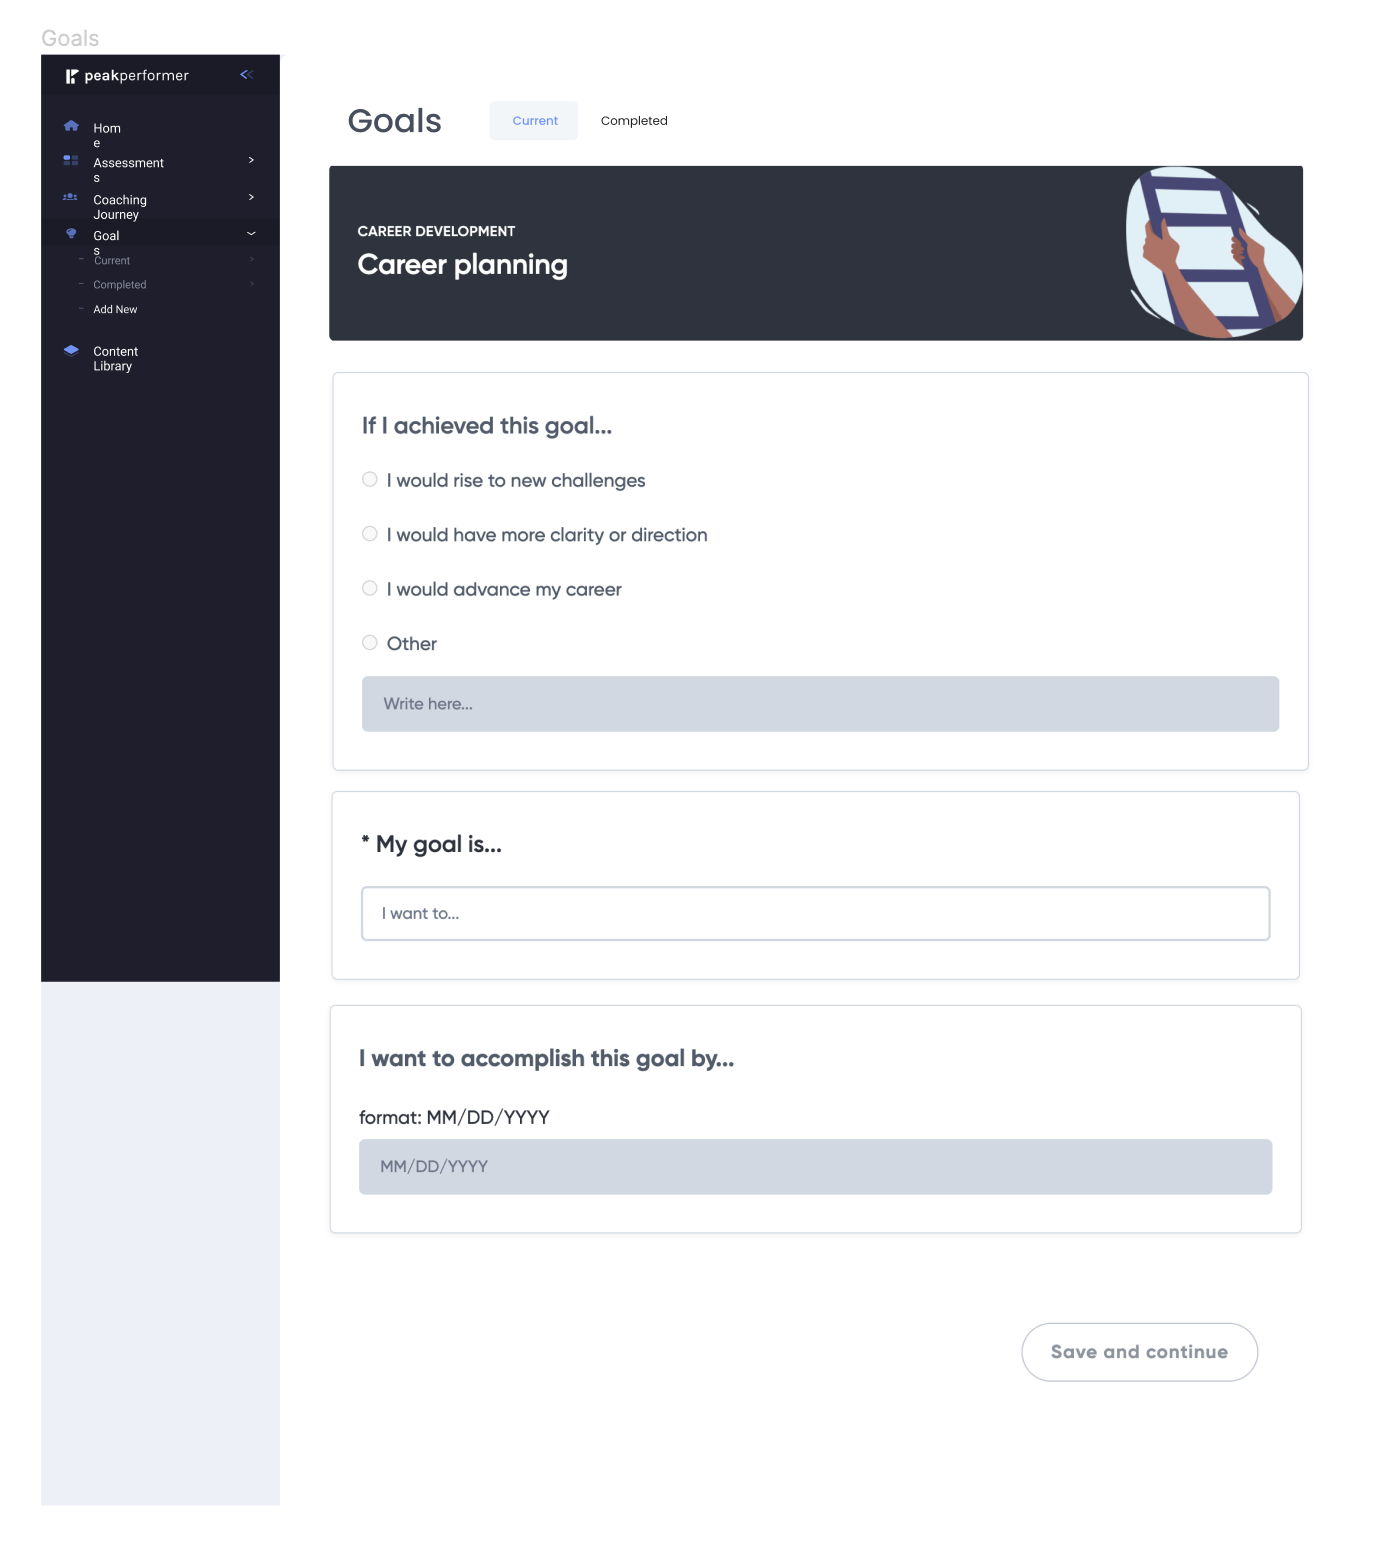 Goals
peakperformer
Hom
e
Assessment
s
Coaching
Journey
Goal
s
Current
Completed
Add New
Content
Library
Goals
Current
Completed
CAREER DEVELOPMENT
Career planning
If I achieved this goal...
I would rise to new challenges
I would have more clarity or direction
I would advance my career
Other
Write here...
* My goal is...
I want to...
I want to accomplish this goal by...
format: MM/DD/YYYY
MM/DD/YYYY
Save and continue